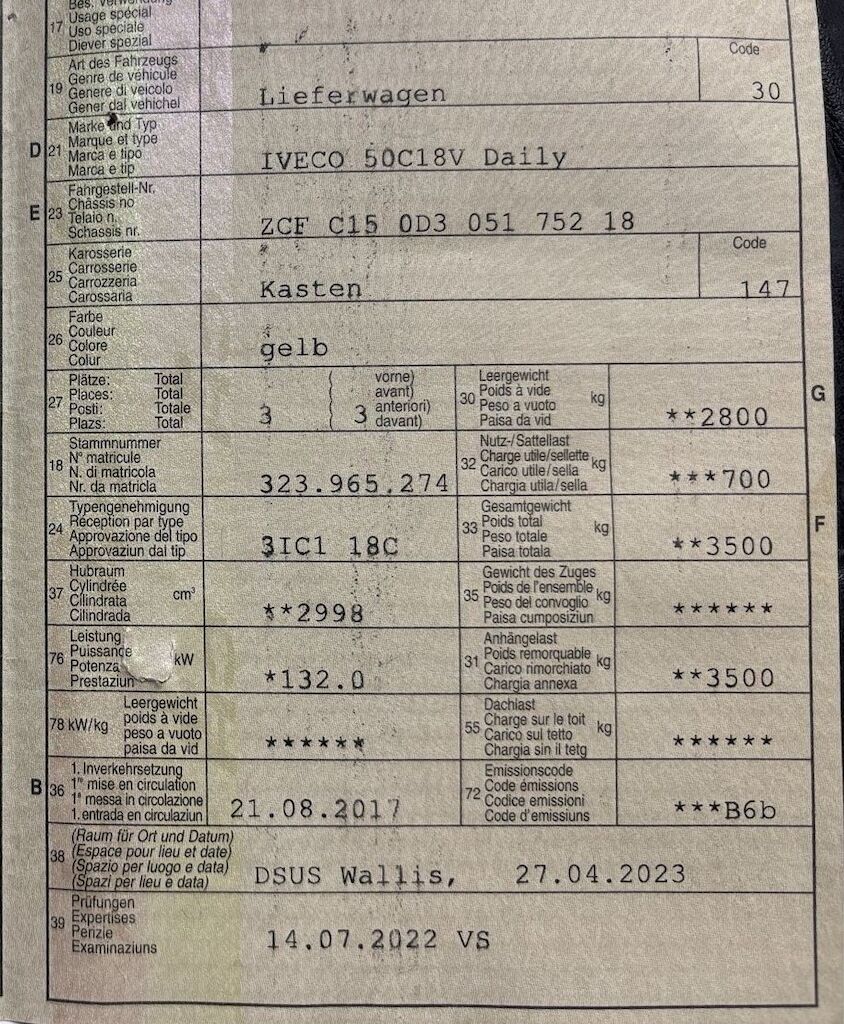 Bes. Verwendung
17 Usage spécial
Uso speciale
Diever spezial
19 Art des Fahrzeugs
Genre de véhicule
Genere di veicolo
Gener dal vehichel
Lieferwagen
Code
30
D 21 Marke und Typ
Marque et type
Marca e tipo
Marca e tip
IVECO 50C18V Daily
E 23 Fahrgestell-Nr.
Châssis no
Telaio n.
Schassis nr.
ZCF C15 0D3 051 752 18
25 Karosserie
Carrosserie
Carrozzeria
Carossaria
Kasten
Code
147
26 Farbe
Couleur
Colore
Colur
gelb
27 Plätze: Total
Places: Total
Posti: Totale
Plazs: Total
3
( vorne)
avant)
anteriori)
( davant)
3
30 Leergewicht
Poids à vide kg
Peso a vuoto
Paisa da vid
**2800
G
18 Stammnummer
N° matricule
N. di matricola
Nr. da matricla
323.965.274
32 Nutz-/Sattellast
Charge utile/sellette kg
Carico utile/sella
Chargia utila/sella
***700
24 Typengenehmigung
Réception par type
Approvazione del tipo
Approvaziun dal tip
3IC1 18C
33 Gesamtgewicht
Poids total kg
Peso totale
Paisa totala
**3500
F
37 Hubraum
Cylindrée cm³
Cilindrata
Cilindrada
**2998
35 Gewicht des Zuges
Poids de l'ensemble kg
Peso del convoglio
Paisa cumposiziun
******
76 Leistung
Puissance kW
Potenza
Prestaziun
*132.0
31 Anhängelast
Poids remorquable kg
Carico rimorchiato
Chargia annexa
**3500
78 kW/kg Leergewicht
poids à vide
peso a vuoto
paisa da vid
******
55 Dachlast
Charge sur le toit kg
Carico sul tetto
Chargia sin il tetg
******
B 36 1. Inverkehrsetzung
1re mise en circulation
1a messa in circolazione
1. entrada en circulaziun
21.08.2017
72 Emissionscode
Code émissions
Codice emissioni
Code d'emissiuns
***B6b
38 (Raum für Ort und Datum)
(Espace pour lieu et date)
(Spazio per luogo e data)
(Spazi per lieu e data)
DSUS Wallis, 27.04.2023
39 Prüfungen
Expertises
Perizie
Examinaziuns
14.07.2022 VS